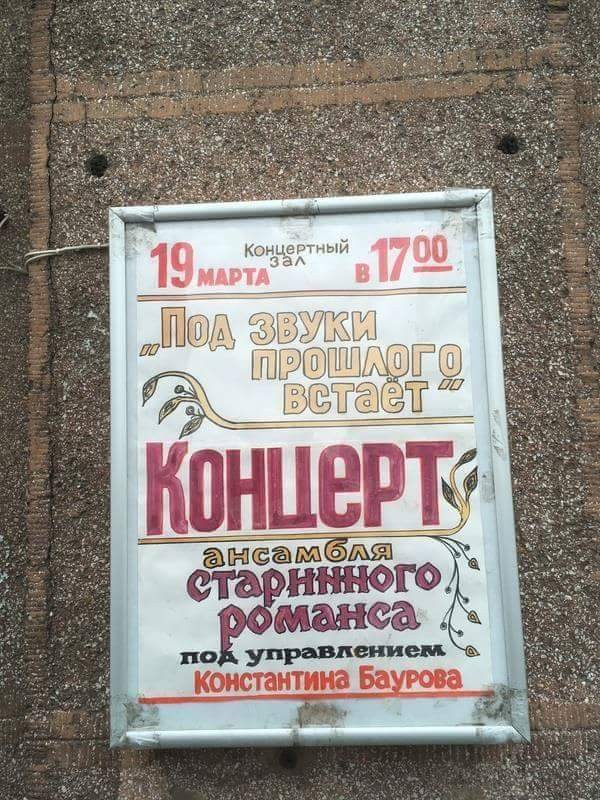 19 МАРТА Концертный зал в 17 00
„Под звуки
прошлого
встаёт"
Концерт
ансамбля
старинного
романса
под управлением
Константина Баурова